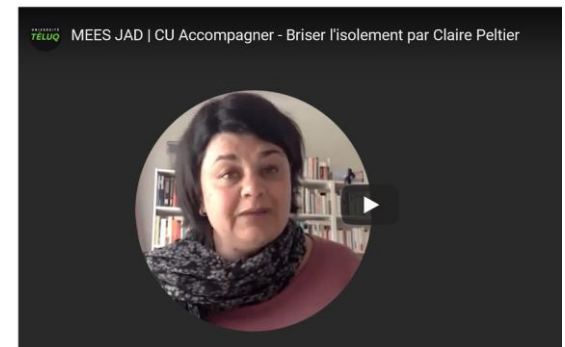 UNIVERSITÉ
TÉLUQ
MEES JAD | CU Accompagner - Briser l'isolement par Claire Peltier